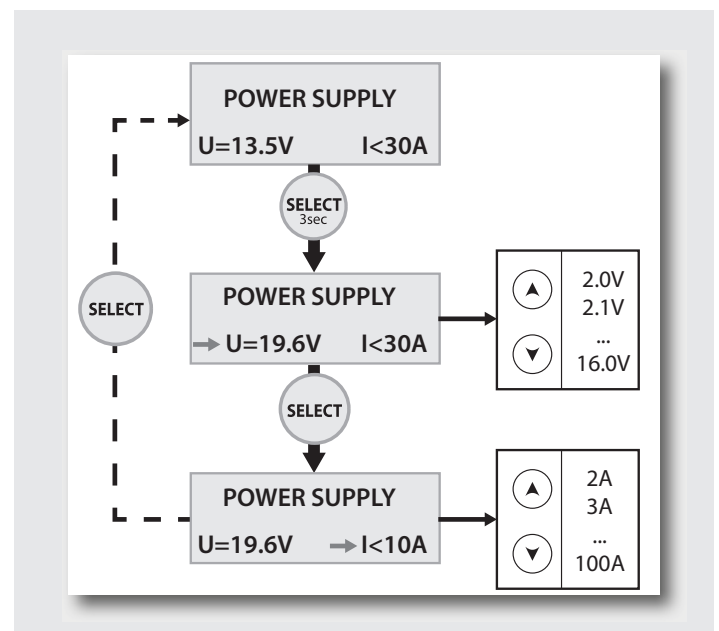 POWER SUPPLY
U=13.5V I<30A
SELECT
3sec
POWER SUPPLY
U=19.6V I<30A
2.0V
2.1V
...
16.0V
SELECT
SELECT
POWER SUPPLY
U=19.6V I<10A
2A
3A
...
100A